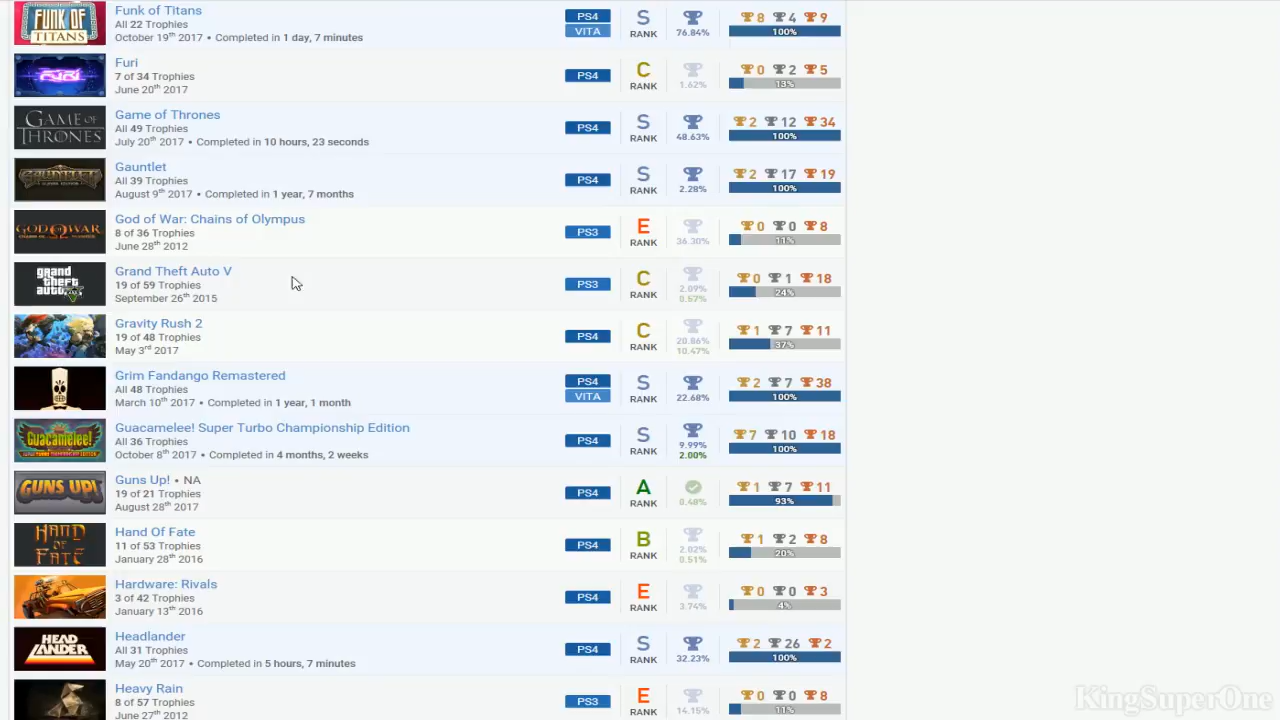 FUNK OF TITANS
Funk of Titans
All 22 Trophies
October 19th 2017 • Completed in 1 day, 7 minutes
PS4
VITA
S
RANK
76.84%
8 4 9
100%
FURI
Furi
7 of 34 Trophies
June 20th 2017
PS4
C
RANK
1.62%
0 2 5
13%
GAME OF THRONES
Game of Thrones
All 49 Trophies
July 20th 2017 • Completed in 10 hours, 23 seconds
PS4
S
RANK
48.63%
2 12 34
100%
GAUNTLET
Gauntlet
All 39 Trophies
August 9th 2017 • Completed in 1 year, 7 months
PS4
S
RANK
2.28%
2 17 19
100%
GOD OF WAR
God of War: Chains of Olympus
8 of 36 Trophies
June 28th 2012
PS3
E
RANK
36.30%
0 0 8
11%
grand theft auto V
Grand Theft Auto V
19 of 59 Trophies
September 26th 2015
PS3
C
RANK
2.09%
0.57%
0 1 18
24%
Gravity Rush 2
19 of 48 Trophies
May 3rd 2017
PS4
C
RANK
20.86%
10.47%
1 7 11
37%
Grim Fandango Remastered
All 48 Trophies
March 10th 2017 • Completed in 1 year, 1 month
PS4
VITA
S
RANK
22.68%
2 7 38
100%
Guacamelee!
Guacamelee! Super Turbo Championship Edition
All 36 Trophies
October 8th 2017 • Completed in 4 months, 2 weeks
PS4
S
RANK
9.99%
2.00%
7 10 18
100%
GUNS UP!
Guns Up! • NA
19 of 21 Trophies
August 28th 2017
PS4
A
RANK
0.48%
1 7 11
93%
HAND OF FATE
Hand Of Fate
11 of 53 Trophies
January 28th 2016
PS4
B
RANK
2.02%
0.51%
1 2 8
20%
Hardware: Rivals
3 of 42 Trophies
January 13th 2016
PS4
E
RANK
3.74%
0 0 3
4%
HEAD LANDER
Headlander
All 31 Trophies
May 20th 2017 • Completed in 5 hours, 7 minutes
PS4
S
RANK
32.23%
2 26 2
100%
Heavy Rain
8 of 57 Trophies
June 27th 2012
PS3
E
RANK
14.15%
0 0 8
11%
KingSuperOne